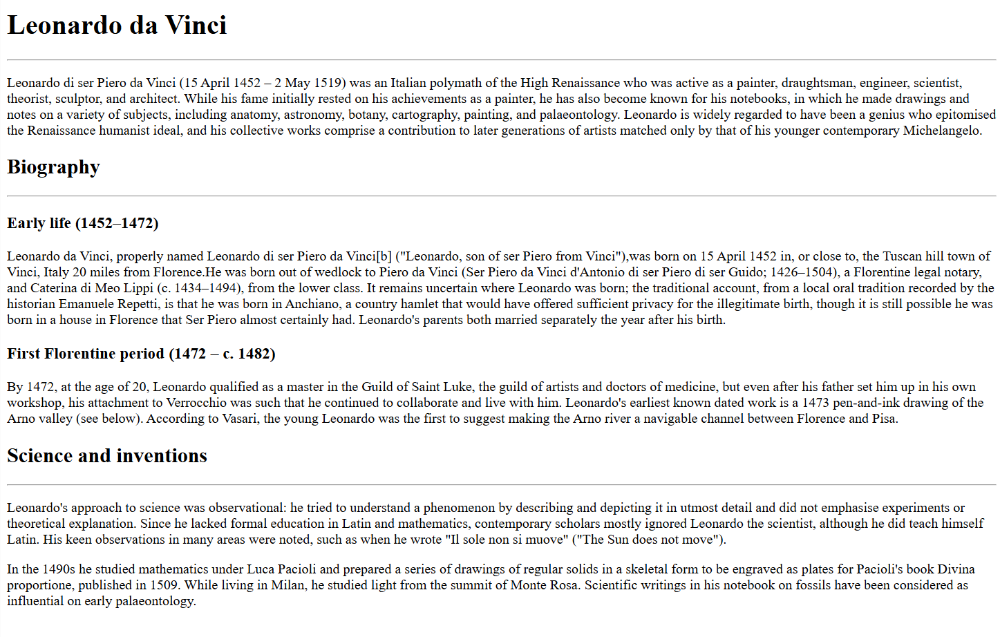 Leonardo da Vinci
Leonardo di ser Piero da Vinci (15 April 1452 – 2 May 1519) was an Italian polymath of the High Renaissance who was active as a painter, draughtsman, engineer, scientist,
theorist, sculptor, and architect. While his fame initially rested on his achievements as a painter, he has also become known for his notebooks, in which he made drawings and
notes on a variety of subjects, including anatomy, astronomy, botany, cartography, painting, and palaeontology. Leonardo is widely regarded to have been a genius who epitomised
the Renaissance humanist ideal, and his collective works comprise a contribution to later generations of artists matched only by that of his younger contemporary Michelangelo.
Biography
Early life (1452–1472)
Leonardo da Vinci, properly named Leonardo di ser Piero da Vinci[b] ("Leonardo, son of ser Piero from Vinci"),was born on 15 April 1452 in, or close to, the Tuscan hill town of
Vinci, Italy 20 miles from Florence.He was born out of wedlock to Piero da Vinci (Ser Piero da Vinci d'Antonio di ser Piero di ser Guido; 1426–1504), a Florentine legal notary,
and Caterina di Meo Lippi (c. 1434–1494), from the lower class. It remains uncertain where Leonardo was born; the traditional account, from a local oral tradition recorded by the
historian Emanuele Repetti, is that he was born in Anchiano, a country hamlet that would have offered sufficient privacy for the illegitimate birth, though it is still possible he was
born in a house in Florence that Ser Piero almost certainly had. Leonardo's parents both married separately the year after his birth.
First Florentine period (1472 – c. 1482)
By 1472, at the age of 20, Leonardo qualified as a master in the Guild of Saint Luke, the guild of artists and doctors of medicine, but even after his father set him up in his own
workshop, his attachment to Verrocchio was such that he continued to collaborate and live with him. Leonardo's earliest known dated work is a 1473 pen-and-ink drawing of the
Arno valley (see below). According to Vasari, the young Leonardo was the first to suggest making the Arno river a navigable channel between Florence and Pisa.
Science and inventions
Leonardo's approach to science was observational: he tried to understand a phenomenon by describing and depicting it in utmost detail and did not emphasise experiments or
theoretical explanation. Since he lacked formal education in Latin and mathematics, contemporary scholars mostly ignored Leonardo the scientist, although he did teach himself
Latin. His keen observations in many areas were noted, such as when he wrote "Il sole non si muove" ("The Sun does not move").
In the 1490s he studied mathematics under Luca Pacioli and prepared a series of drawings of regular solids in a skeletal form to be engraved as plates for Pacioli's book Divina
proportione, published in 1509. While living in Milan, he studied light from the summit of Monte Rosa. Scientific writings in his notebook on fossils have been considered as
influential on early palaeontology.